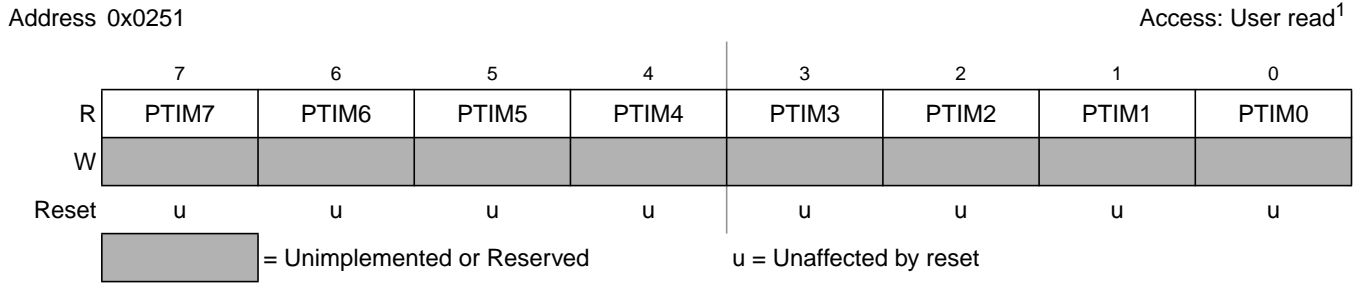 Address 0x0251 Access: User read1
7 6 5 4 3 2 1 0
R PTIM7 PTIM6 PTIM5 PTIM4 PTIM3 PTIM2 PTIM1 PTIM0
W
Reset u u u u u u u u
= Unimplemented or Reserved u = Unaffected by reset